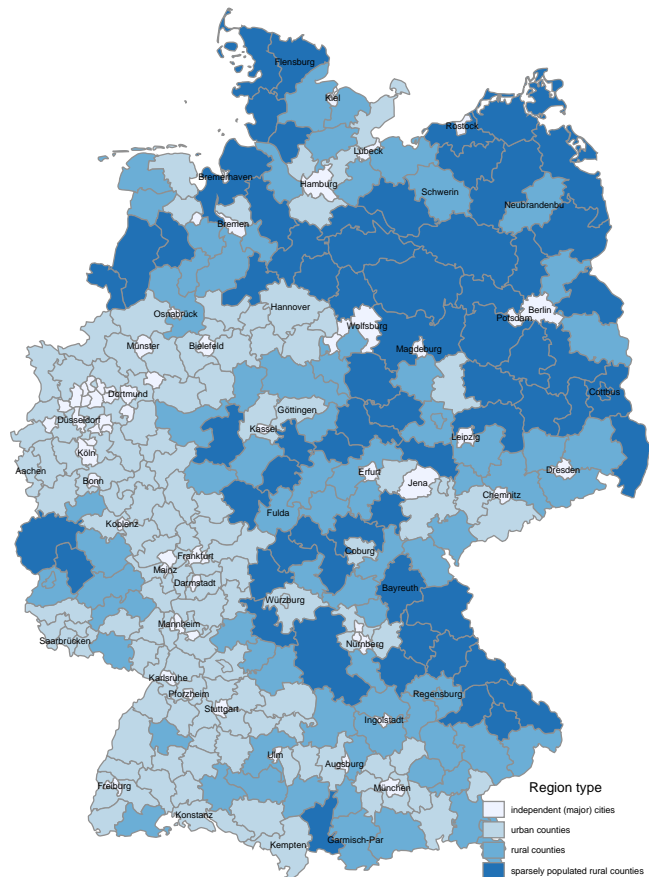 Flensburg
Kiel
Rostock
Lübeck
Bremerhaven
Hamburg
Schwerin
Neubrandenbu
Bremen
Hannover
Osnabrück
Wolfsburg
Potsdam
Berlin
Münster
Bielefeld
Magdeburg
Dortmund
Cottbus
Göttingen
Düsseldorf
Kassel
Leipzig
Köln
Aachen
Erfurt
Dresden
Bonn
Jena
Chemnitz
Fulda
Koblenz
Coburg
Frankfurt
Mainz
Darmstadt
Bayreuth
Würzburg
Mannheim
Saarbrücken
Nürnberg
Karlsruhe
Pforzheim
Regensburg
Stuttgart
Ingolstadt
Ulm
Augsburg
Freiburg
München
Konstanz
Kempten
Garmisch-Par
Region type
independent (major) cities
urban counties
rural counties
sparsely populated rural counties